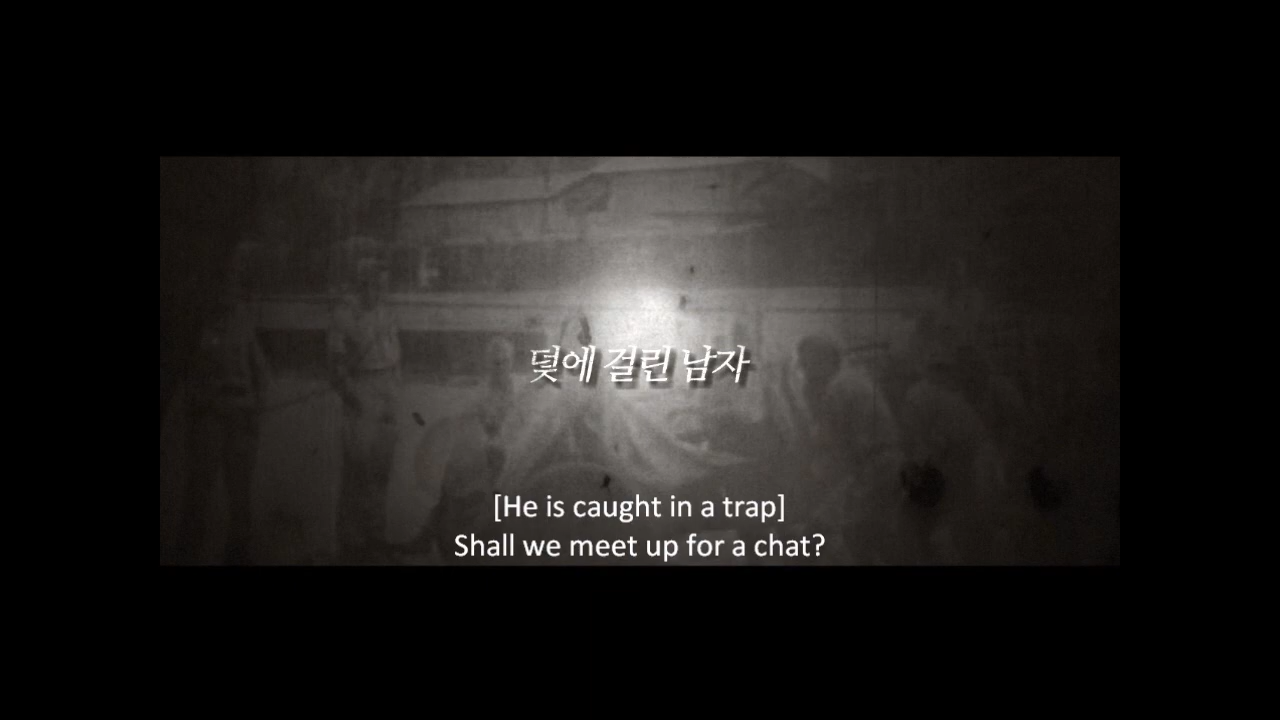 덫에 걸린 남자
[He is caught in a trap]
Shall we meet up for a chat?